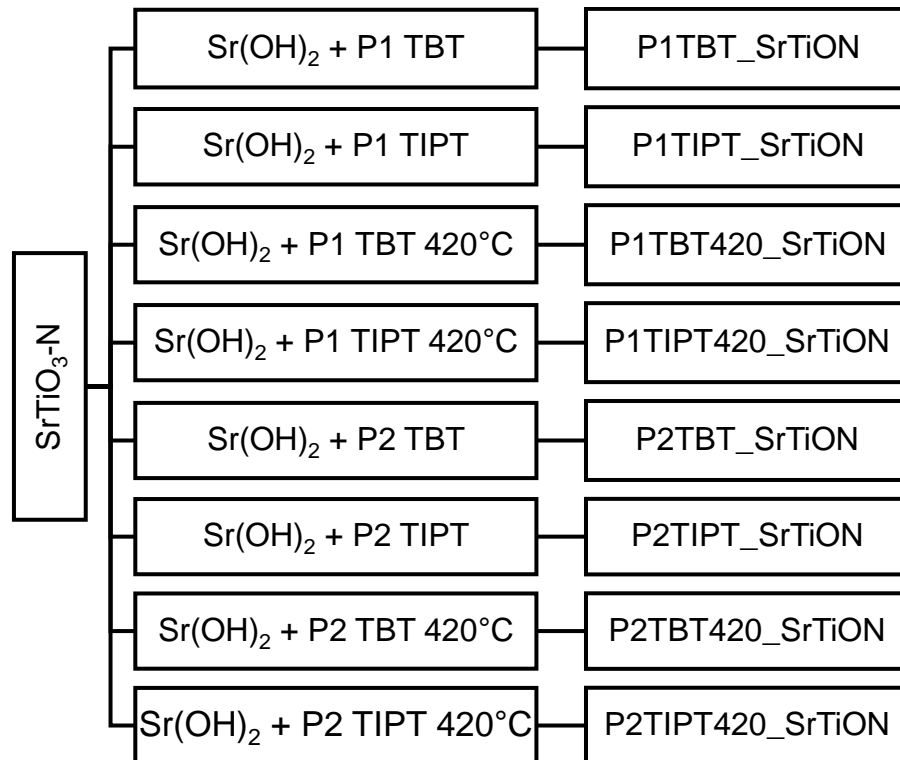 SrTiO₃-N
Sr(OH)₂ + P1 TBT
P1TBT_SrTiON
Sr(OH)₂ + P1 TIPT
P1TIPT_SrTiON
Sr(OH)₂ + P1 TBT 420°C
P1TBT420_SrTiON
Sr(OH)₂ + P1 TIPT 420°C
P1TIPT420_SrTiON
Sr(OH)₂ + P2 TBT
P2TBT_SrTiON
Sr(OH)₂ + P2 TIPT
P2TIPT_SrTiON
Sr(OH)₂ + P2 TBT 420°C
P2TBT420_SrTiON
Sr(OH)₂ + P2 TIPT 420°C
P2TIPT420_SrTiON